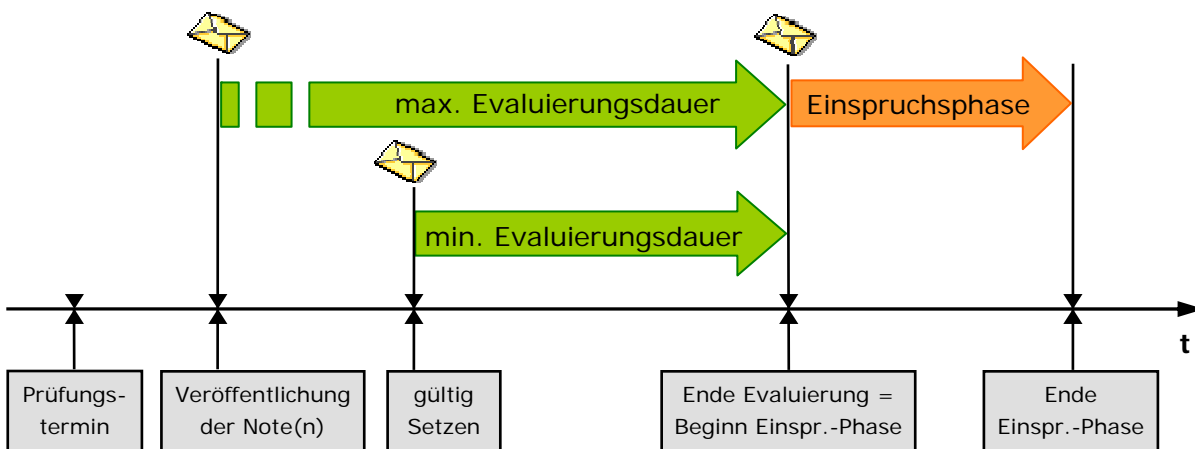 max. Evaluierungsdauer
Einspruchsphase
min. Evaluierungsdauer
t
Prüfungs-
termin
Veröffentlichung
der Note(n)
gültig
Setzen
Ende Evaluierung =
Beginn Einspr.-Phase
Ende
Einspr.-Phase